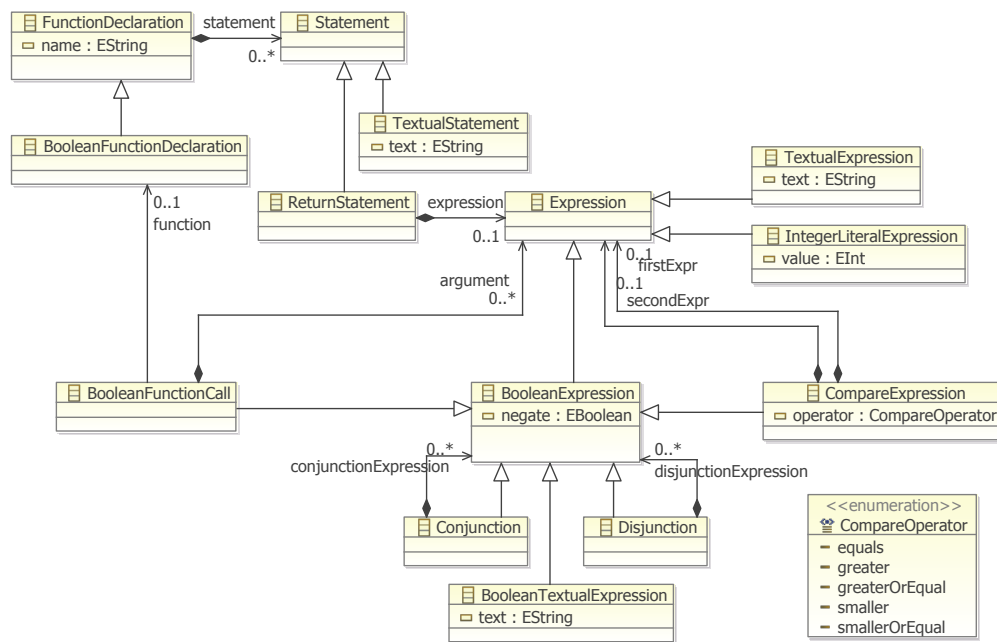 FunctionDeclaration
name : EString
statement
0..*
Statement
TextualStatement
text : EString
BooleanFunctionDeclaration
0..1
function
ReturnStatement
expression
0..1
Expression
TextualExpression
text : EString
IntegerLiteralExpression
value : EInt
0..1
firstExpr
0..1
secondExpr
argument
0..*
BooleanFunctionCall
BooleanExpression
negate : EBoolean
CompareExpression
operator : CompareOperator
0..*
conjunctionExpression
0..*
disjunctionExpression
Conjunction
Disjunction
BooleanTextualExpression
text : EString
<<enumeration>>
CompareOperator
equals
greater
greaterOrEqual
smaller
smallerOrEqual